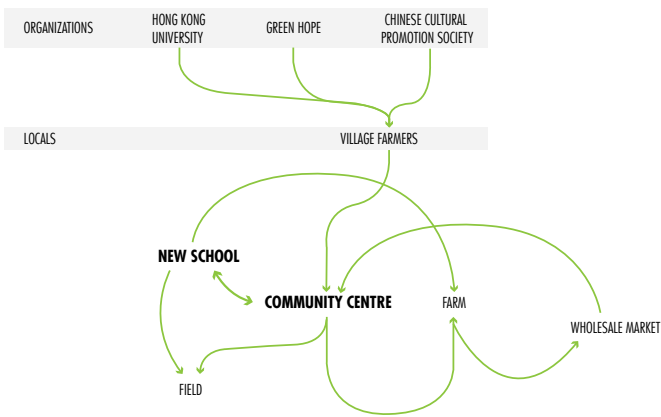 ORGANIZATIONS
HONG KONG
UNIVERSITY
GREEN HOPE
CHINESE CULTURAL
PROMOTION SOCIETY
LOCALS
VILLAGE FARMERS
NEW SCHOOL
COMMUNITY CENTRE
FARM
WHOLESALE MARKET
FIELD